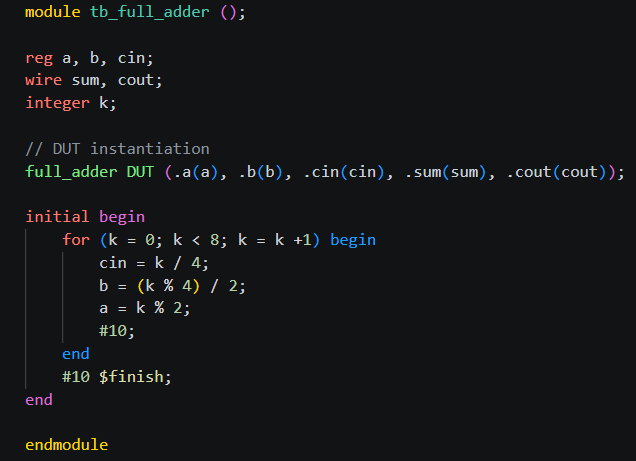 module tb_full_adder ();
reg a, b, cin;
wire sum, cout;
integer k;
// DUT instantiation
full_adder DUT (.a(a), .b(b), .cin(cin), .sum(sum), .cout(cout));
initial begin
for (k = 0; k < 8; k = k +1) begin
cin = k / 4;
b = (k % 4) / 2;
a = k % 2;
#10;
end
#10 $finish;
end
endmodule